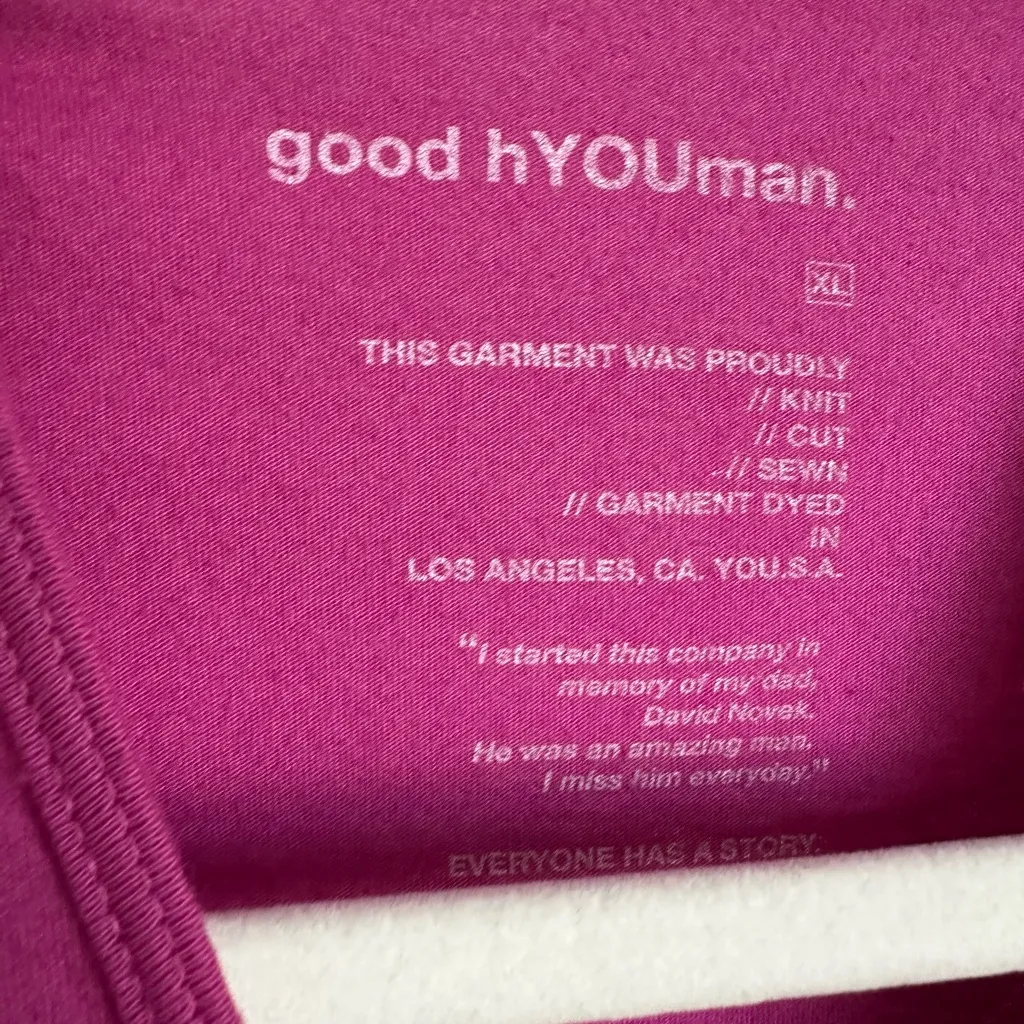 good hYOUman.
XL
THIS GARMENT WAS PROUDLY
// KNIT
// CUT
// SEWN
// GARMENT DYED
IN
LOS ANGELES, CA. YOU.S.A.
“I started this company in
memory of my dad,
David Novak.
He was an amazing man.
I miss him everyday.”
EVERYONE HAS A STORY.